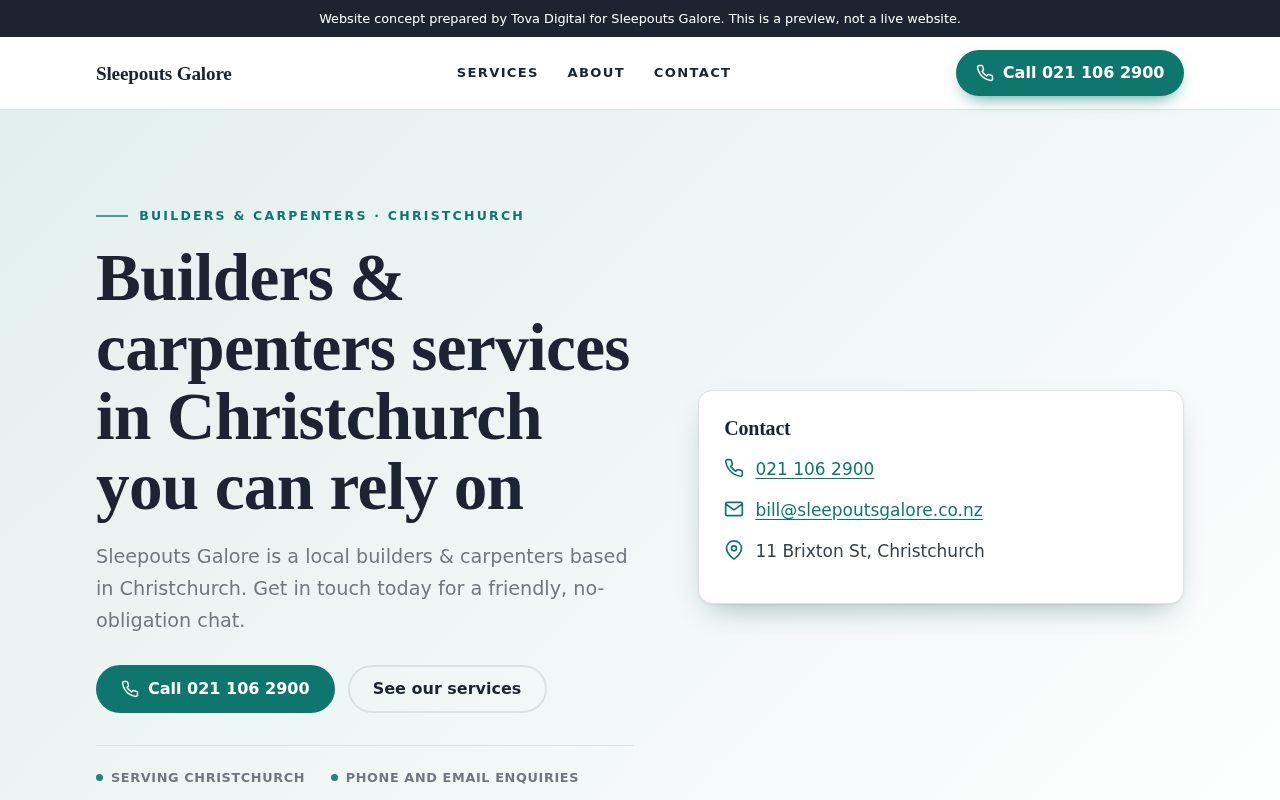 Website concept prepared by Tova Digital for Sleepouts Galore. This is a preview, not a live website.
Sleepouts Galore
SERVICES
ABOUT
CONTACT
Call 021 106 2900
BUILDERS & CARPENTERS · CHRISTCHURCH
Builders &
carpenters services
in Christchurch
you can rely on
Sleepouts Galore is a local builders & carpenters based
in Christchurch. Get in touch today for a friendly, no-
obligation chat.
Call 021 106 2900
See our services
SERVING CHRISTCHURCH
PHONE AND EMAIL ENQUIRIES
Contact
021 106 2900
bill@sleepoutsgalore.co.nz
11 Brixton St, Christchurch